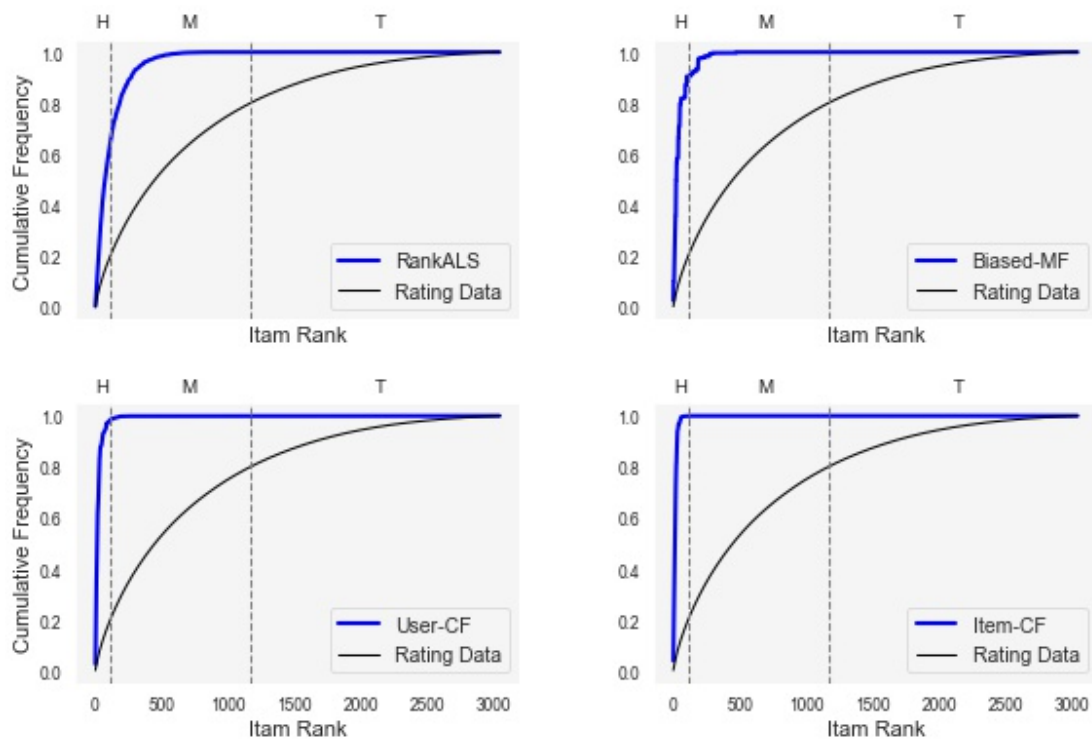 H M T
H M T
1.0
0.8
0.6
0.4
0.2
0.0
Cumulative Frequency
RankALS
Rating Data
Itam Rank
1.0
0.8
0.6
0.4
0.2
0.0
Biased-MF
Rating Data
Itam Rank
H M T
H M T
1.0
0.8
0.6
0.4
0.2
0.0
Cumulative Frequency
User-CF
Rating Data
0 500 1000 1500 2000 2500 3000
Itam Rank
1.0
0.8
0.6
0.4
0.2
0.0
Item-CF
Rating Data
0 500 1000 1500 2000 2500 3000
Itam Rank